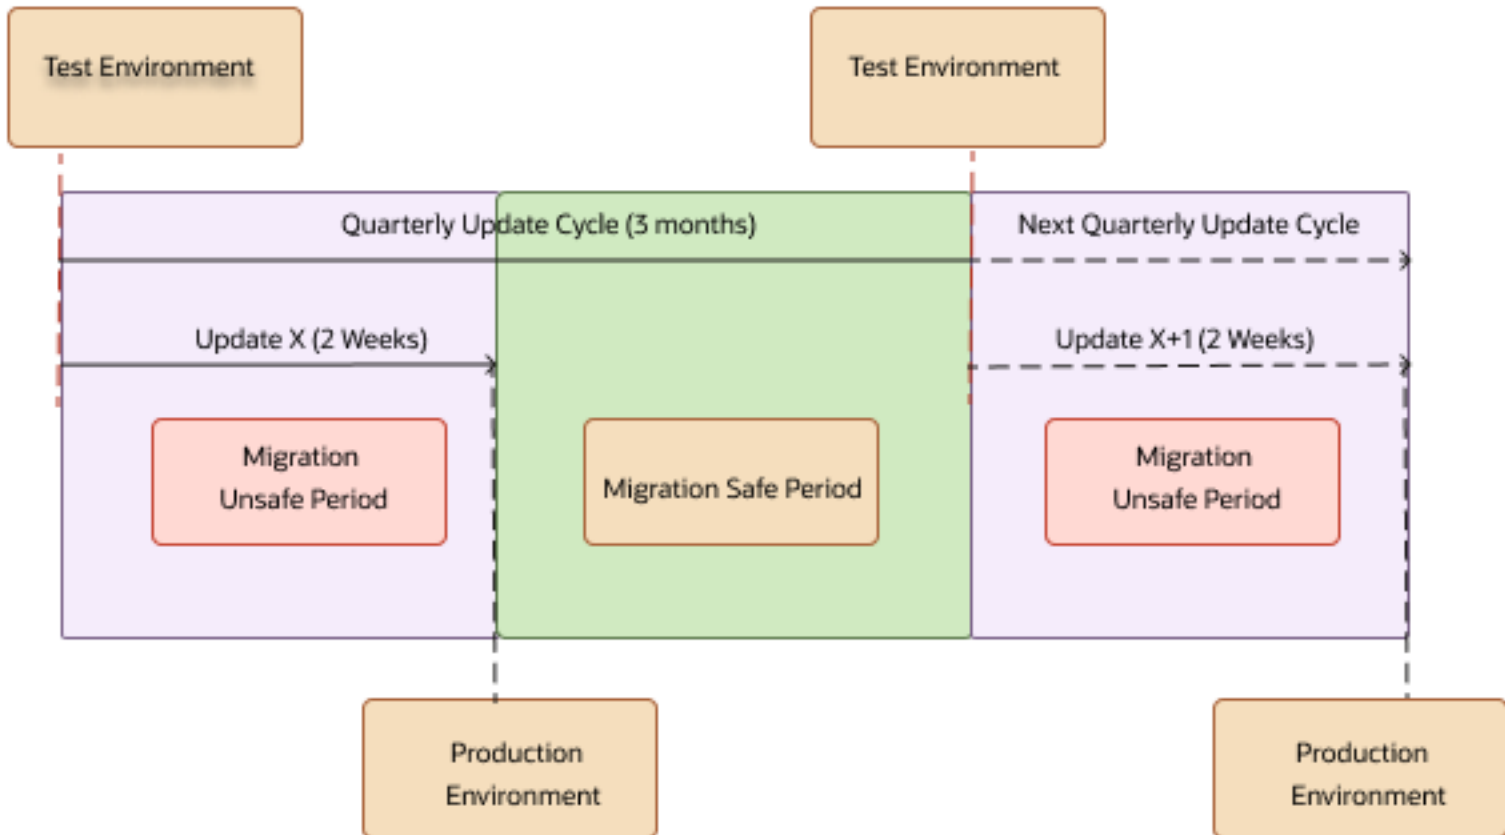 Test Environment
Test Environment
Quarterly Update Cycle (3 months)
Next Quarterly Update Cycle
Update X (2 Weeks)
Update X+1 (2 Weeks)
Migration
Unsafe Period
Migration Safe Period
Migration
Unsafe Period
Production
Environment
Production
Environment